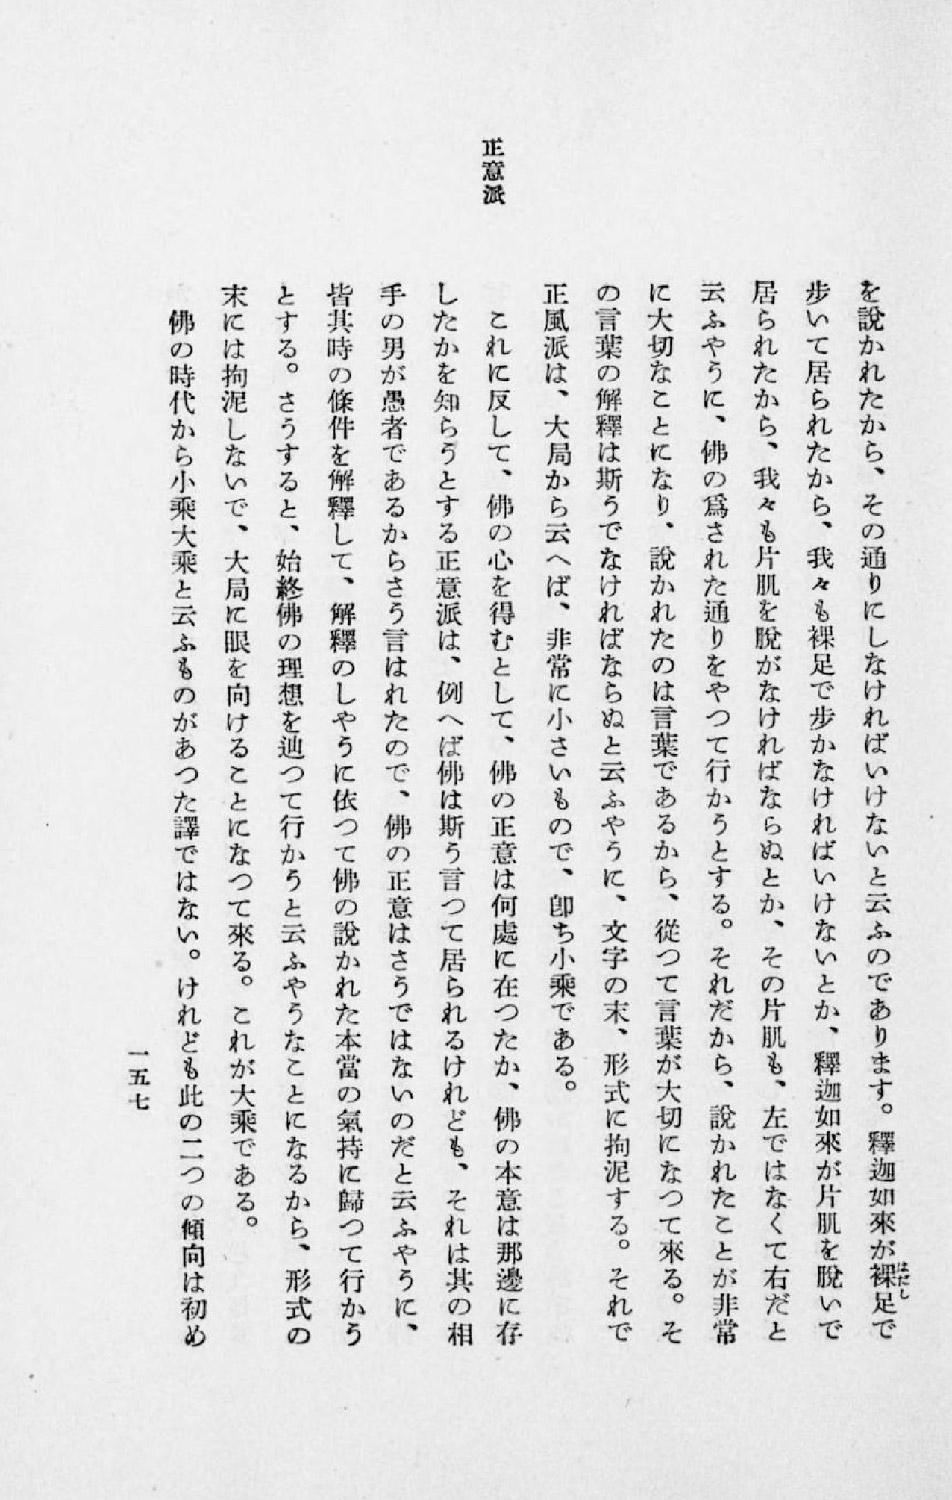 を說かれたから、その通りにしなければいけないと云ふのであります。釋迦如來が裸足で
はだし
步いて居られたから、我々も裸足で步かなければいけないとか、釋迦如來が片肌を脫いで
居られたから、我々も片肌を脫がなければならぬとか、その片肌も、左ではなくて右だと
云ふやうに、佛の爲された通りをやつて行かうとする。それだから、說かれたことが非常
に大切なことになり、說かれたのは言葉であるから、從つて言葉が大切になつて來る。そ
の言葉の解釋は斯うでなければならぬと云ふやうに、文字の末、形式に拘泥する。それで
正風派は、大局から云へば、非常に小さいもので、卽ち小乘である。
正意派
これに反して、佛の心を得むとして、佛の正意は何處に在つたか、佛の本意は那邊に存
したかを知らうとする正意派は、例へば佛は斯う言つて居られるけれども、それは其の相
手の男が愚者であるからさう言はれたので、佛の正意はさうではないのだと云ふやうに、
皆其時の條件を解釋して、解釋のしやうに依つて佛の說かれた本當の氣持に歸つて行かう
とする。さうすると、始終佛の理想を辿つて行かうと云ふやうなことになるから、形式の
末には拘泥しないで、大局に眼を向けることになつて來る。これが大乘である。
佛の時代から小乘大乘と云ふものがあつた譯ではない。けれども此の二つの傾向は初め
一五七